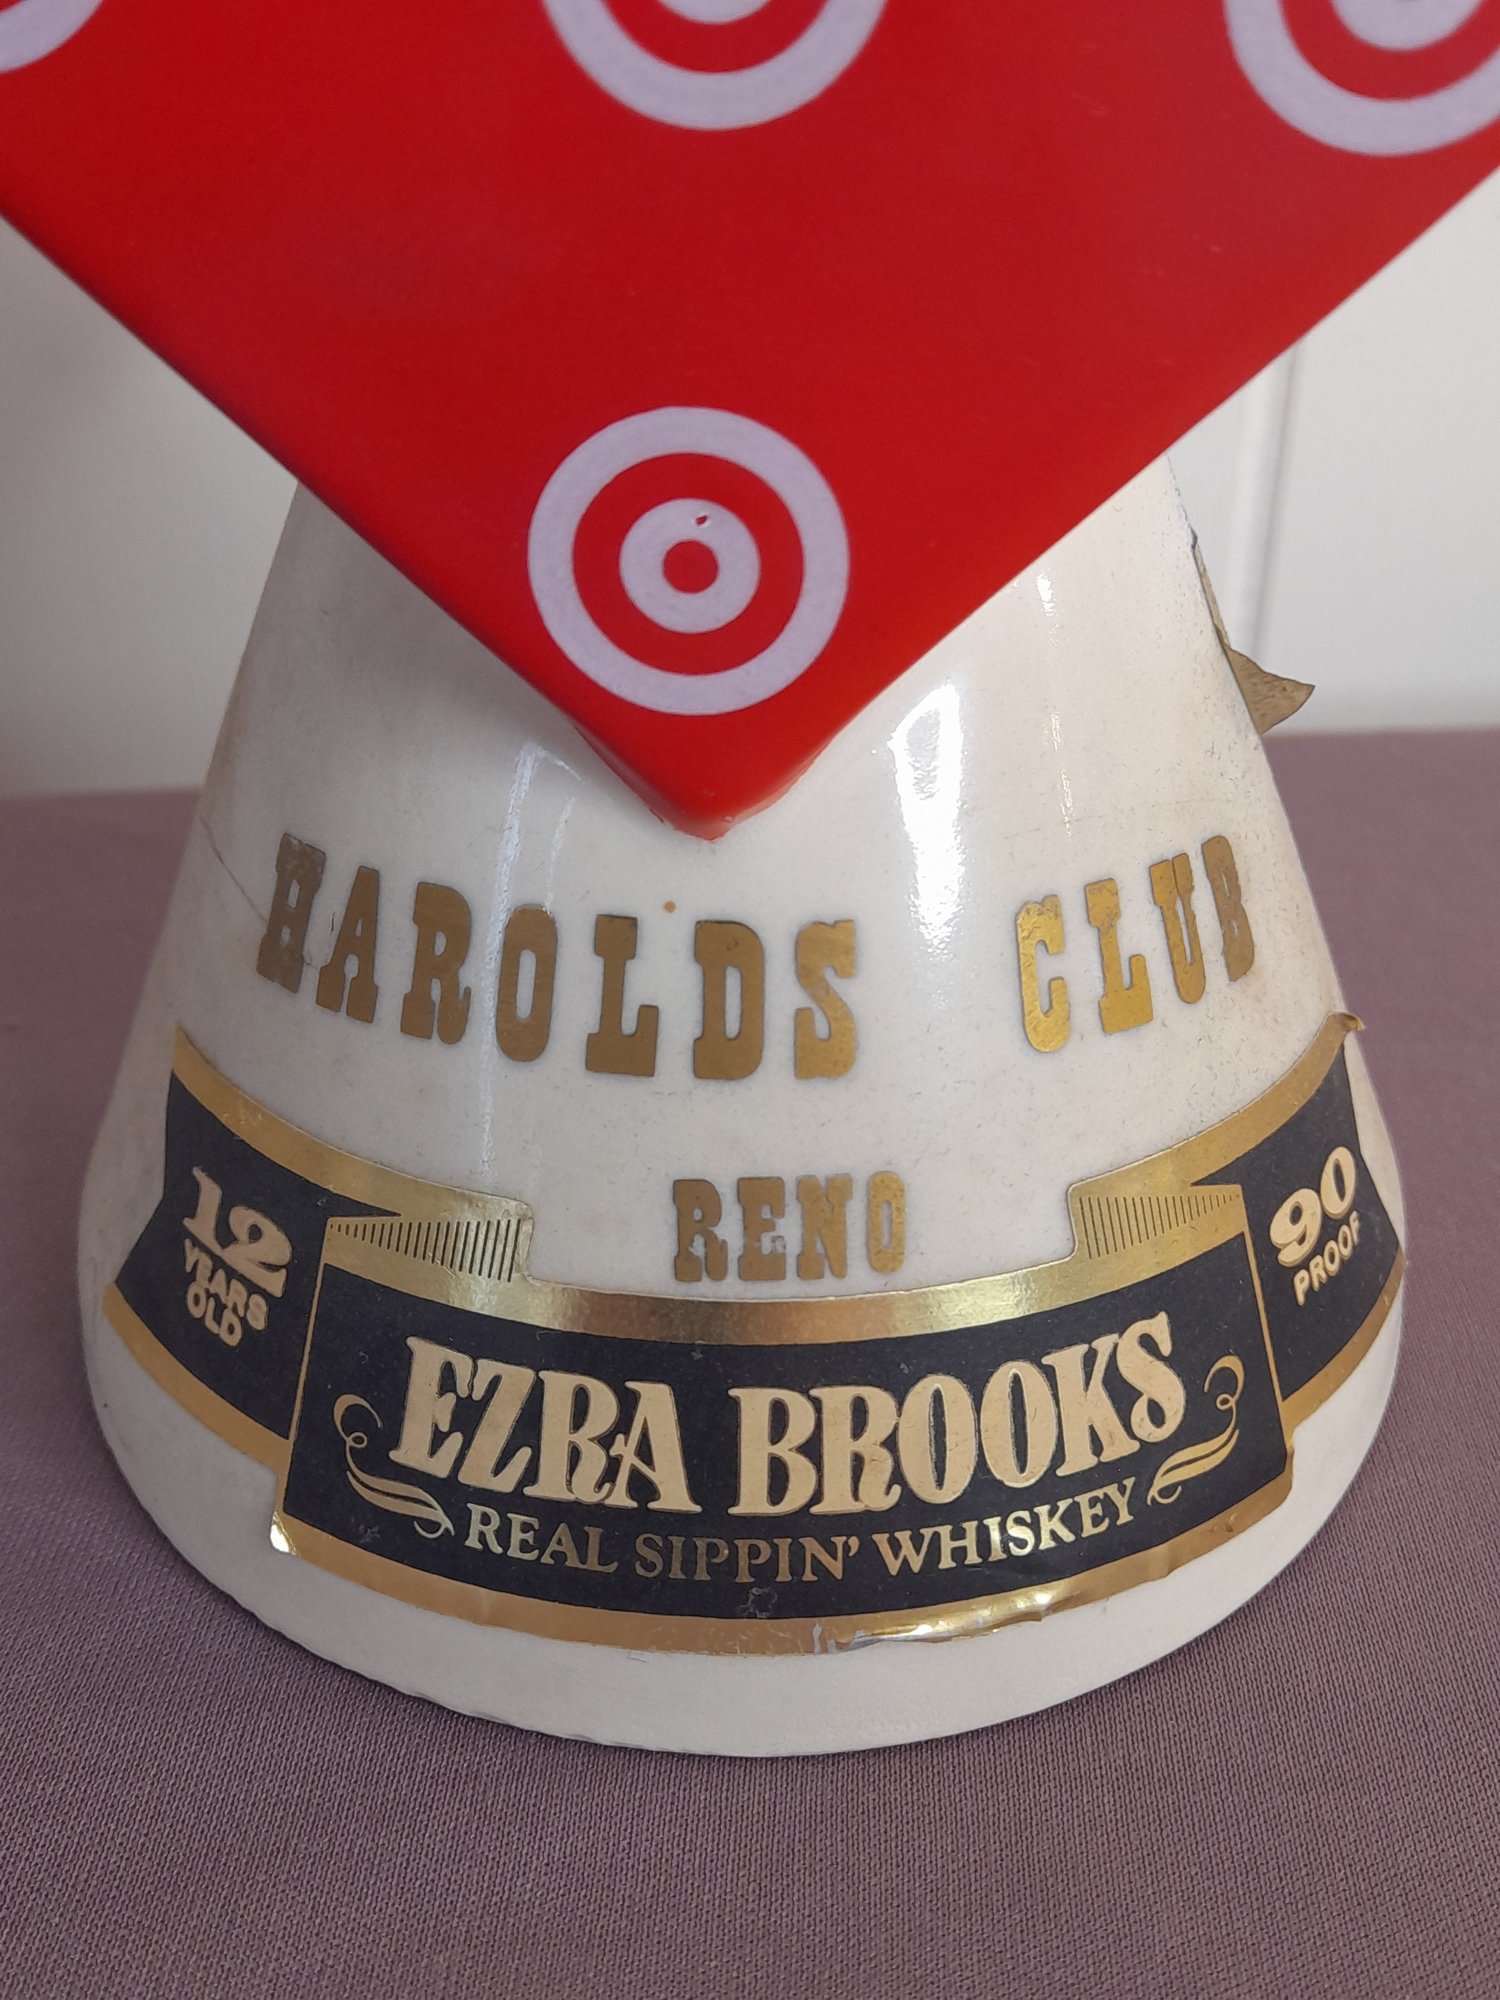 HAROLDS CLUB
RENO
12
YEARS
OLD
90
PROOF
EZRA BROOKS
REAL SIPPIN' WHISKEY